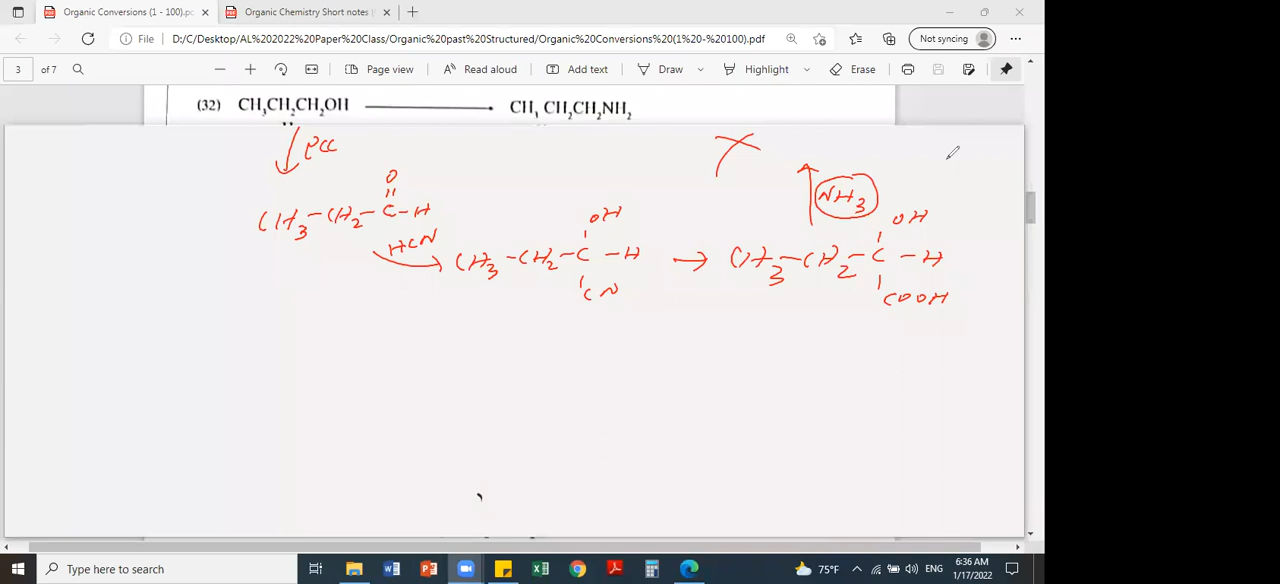 Organic Conversions (1 - 100).pc
Organic Chemistry Short notes (
File
D:/C/Desktop/AL%202022%20Paper%20Class/Organic%20past%20Structured/Organic%20Conversions%20(1%20-%20100).pdf
Not syncing
3 of 7
Page view
Read aloud
Add text
Draw
Highlight
Erase
(32) CH₃CH₂CH₂OH CH₃ CH₂CH₂NH₂
PCC
NH₃
O
OH
OH
CH₃-CH₂-C-H
HCN
CH₃-CH₂-C-H → CH₃-CH₂-C-H
CN
COOH
Type here to search
75°F
ENG
6:36 AM
1/17/2022